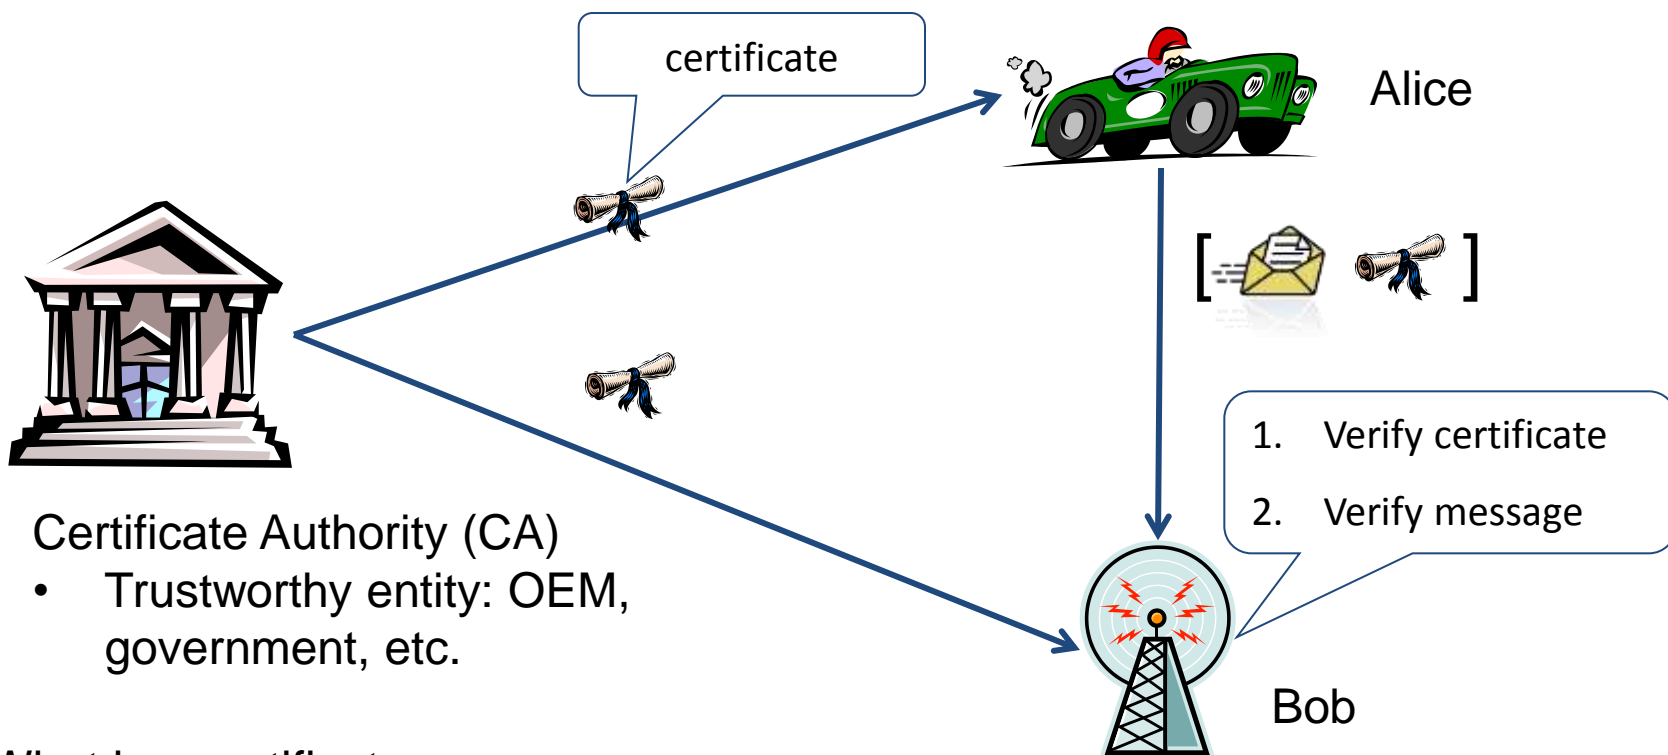 certificate
Alice
[ ]
1. Verify certificate
2. Verify message
Certificate Authority (CA)
• Trustworthy entity: OEM,
government, etc.
Bob